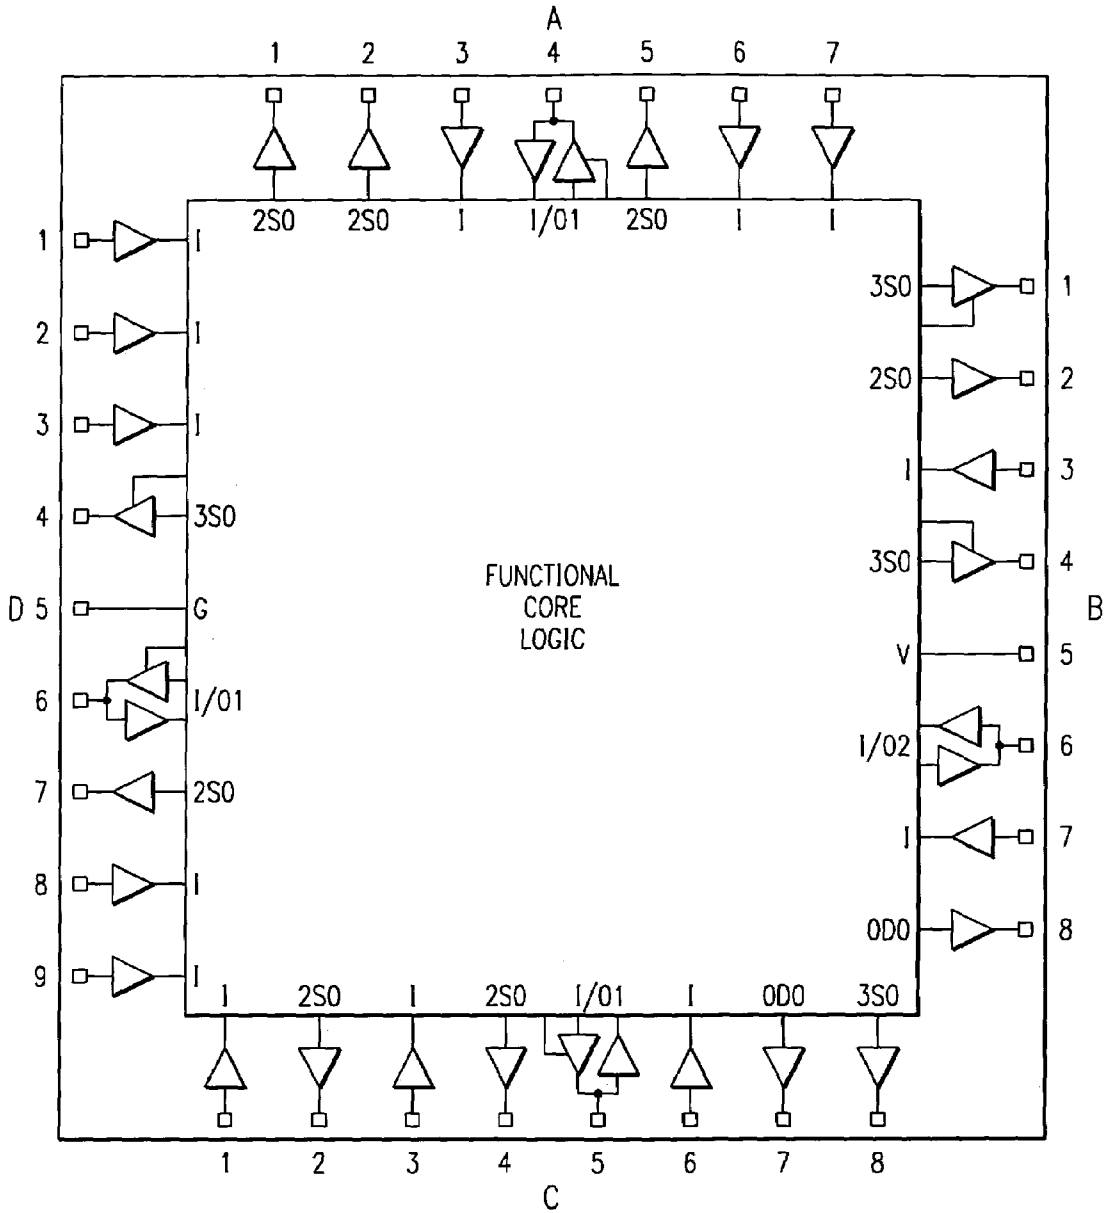 A
1 2 3 4 5 6 7
2SO 2SO I I/O1 2SO I I
1 I
3SO 1
2 I
2SO 2
3 I
I 3
4 3SO
3SO 4
FUNCTIONAL
CORE
LOGIC
D 5 G
B
V 5
6 I/O1
I/O2 6
7 2SO
I 7
8 I
ODO 8
9 I
I 2SO I 2SO I/O1 I ODO 3SO
1 2 3 4 5 6 7 8
C